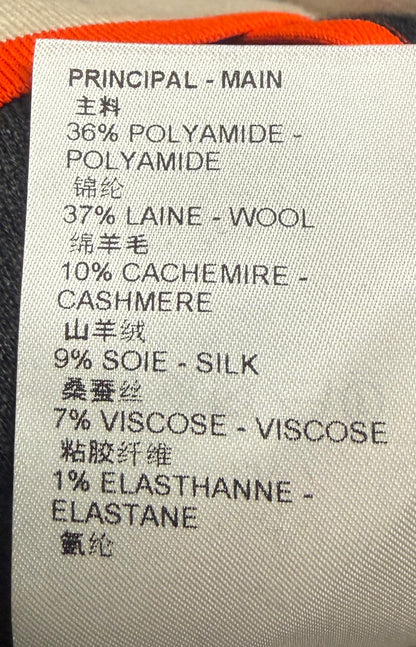 PRINCIPAL - MAIN
主料
36% POLYAMIDE -
POLYAMIDE
锦纶
37% LAINE - WOOL
绵羊毛
10% CACHEMIRE -
CASHMERE
山羊绒
9% SOIE - SILK
桑蚕丝
7% VISCOSE - VISCOSE
粘胶纤维
1% ELASTHANNE -
ELASTANE
氨纶